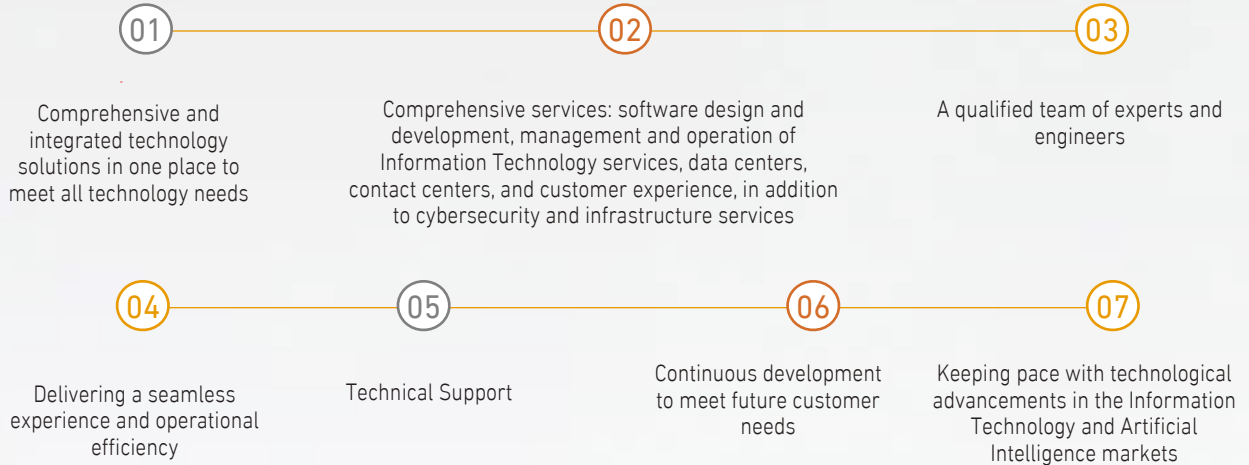 01
Comprehensive and
integrated technology
solutions in one place to
meet all technology needs
02
Comprehensive services: software design and
development, management and operation of
Information Technology services, data centers,
contact centers, and customer experience, in addition
to cybersecurity and infrastructure services
03
A qualified team of experts and
engineers
04
Delivering a seamless
experience and operational
efficiency
05
Technical Support
06
Continuous development
to meet future customer
needs
07
Keeping pace with technological
advancements in the Information
Technology and Artificial
Intelligence markets